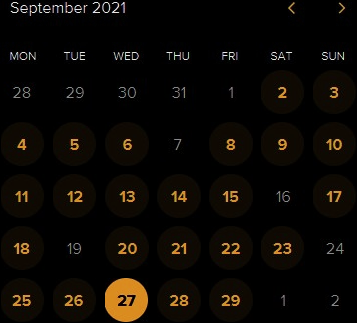 September 2021
MON TUE WED THU FRI SAT SUN
28 29 30 31 1 2 3
4 5 6 7 8 9 10
11 12 13 14 15 16 17
18 19 20 21 22 23 24
25 26 27 28 29 1 2